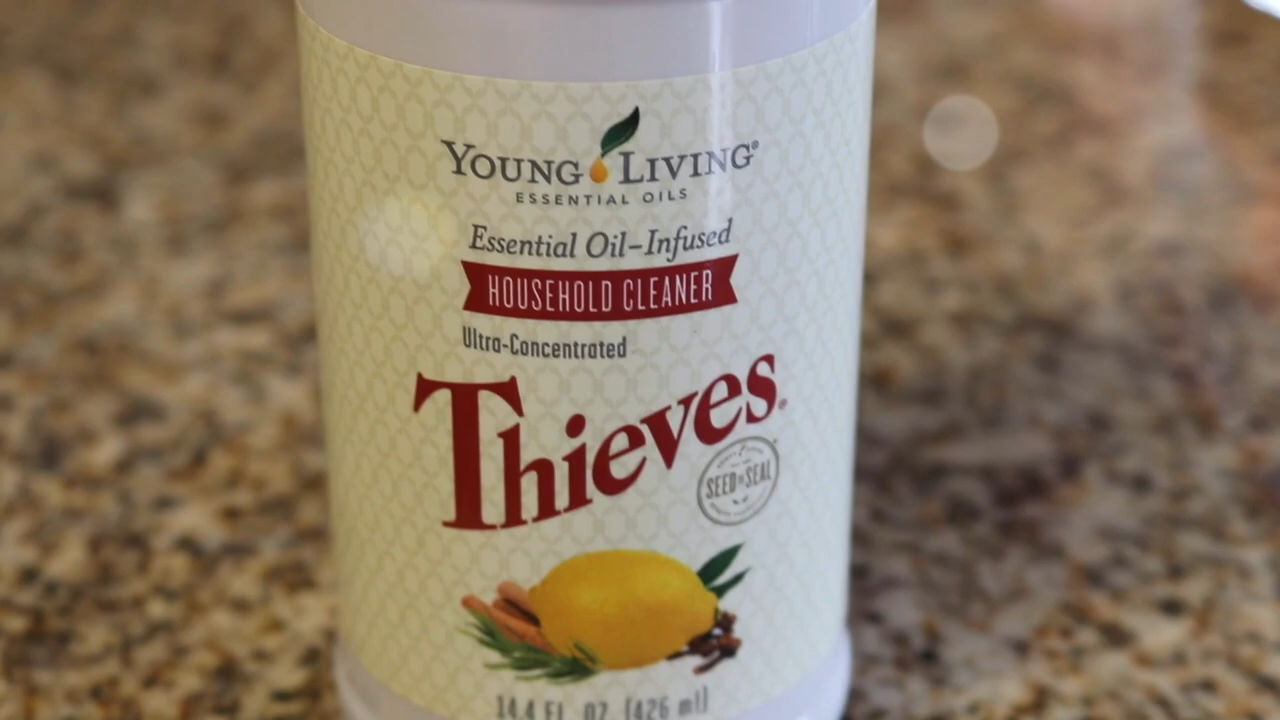 YOUNG LIVING®
ESSENTIAL OILS
Essential Oil-Infused
HOUSEHOLD CLEANER
Ultra-Concentrated
Thieves®
SEED TO SEAL
14.4 FL. OZ. (426 ml)